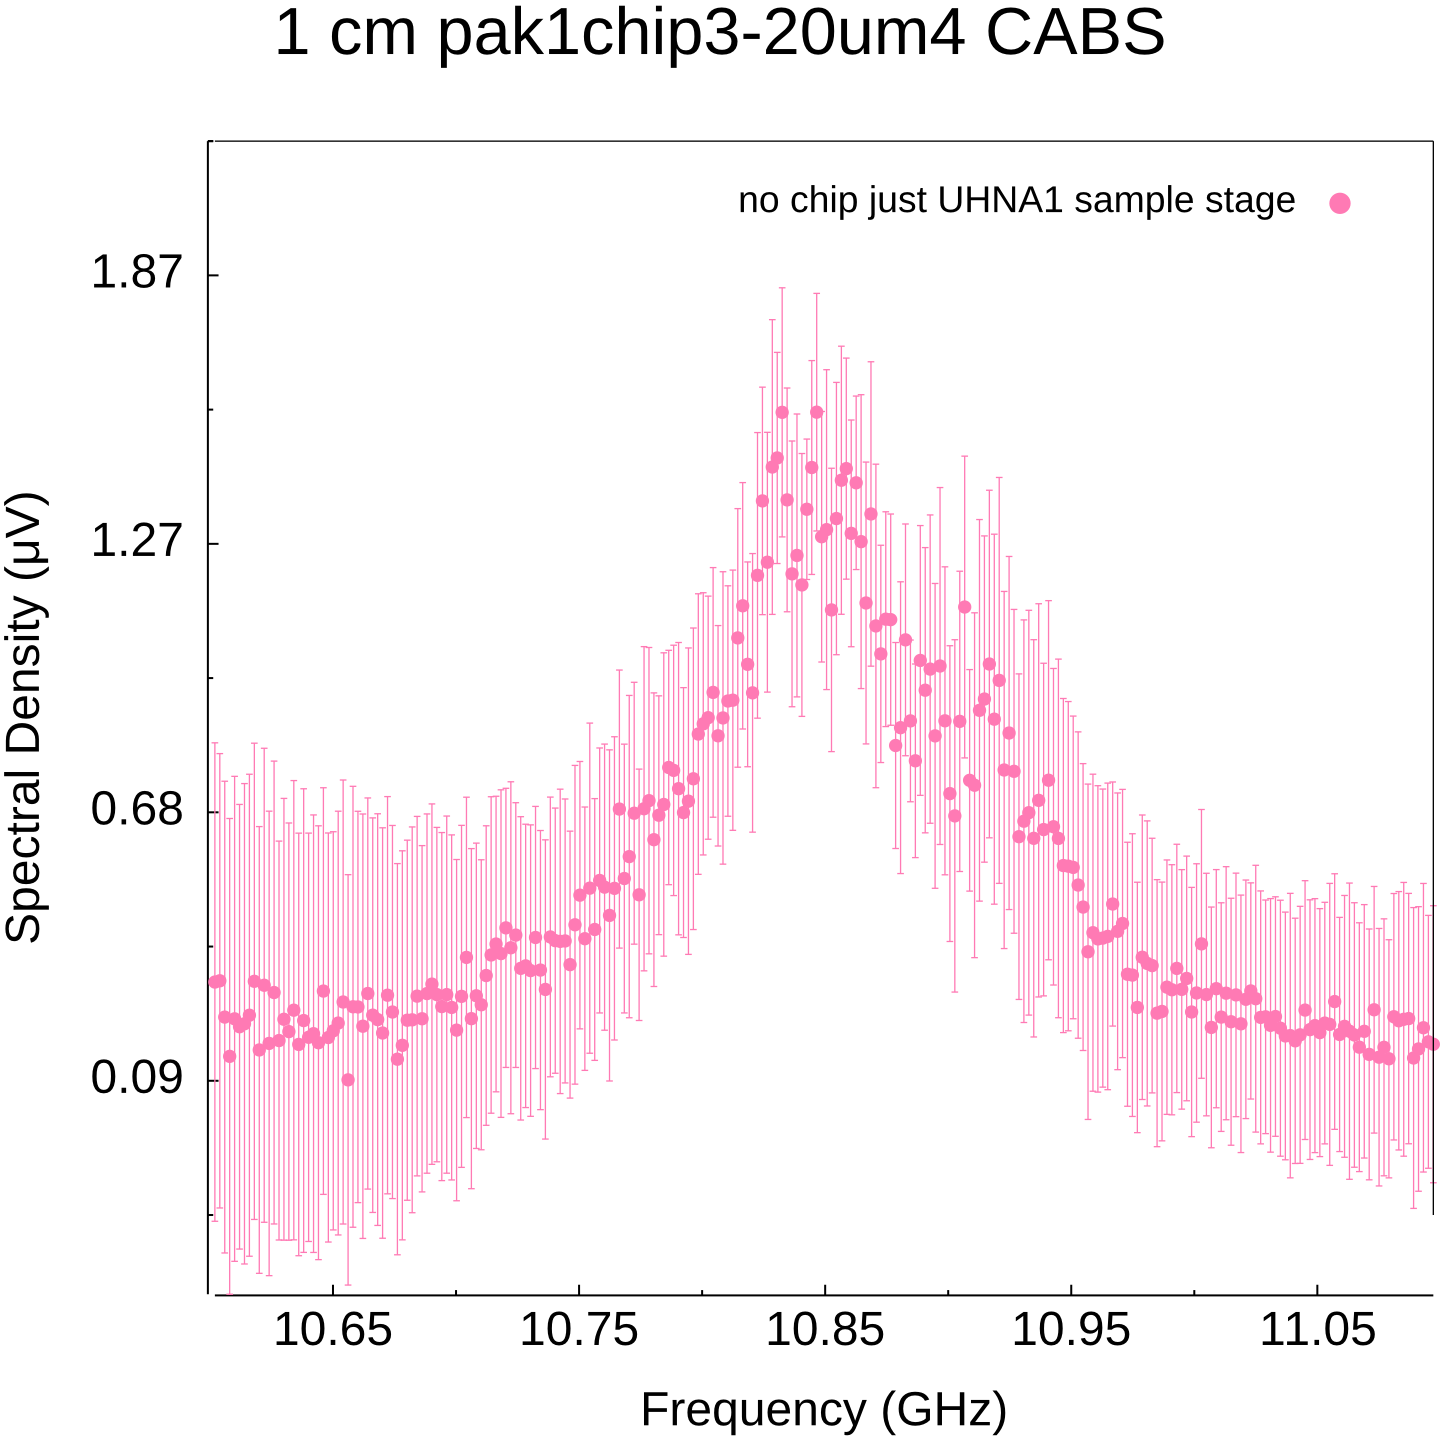 1 cm pak1chip3-20um4 CABS
no chip just UHNA1 sample stage
1.87
1.27
0.68
0.09
Spectral Density (μV)
10.65 10.75 10.85 10.95 11.05
Frequency (GHz)